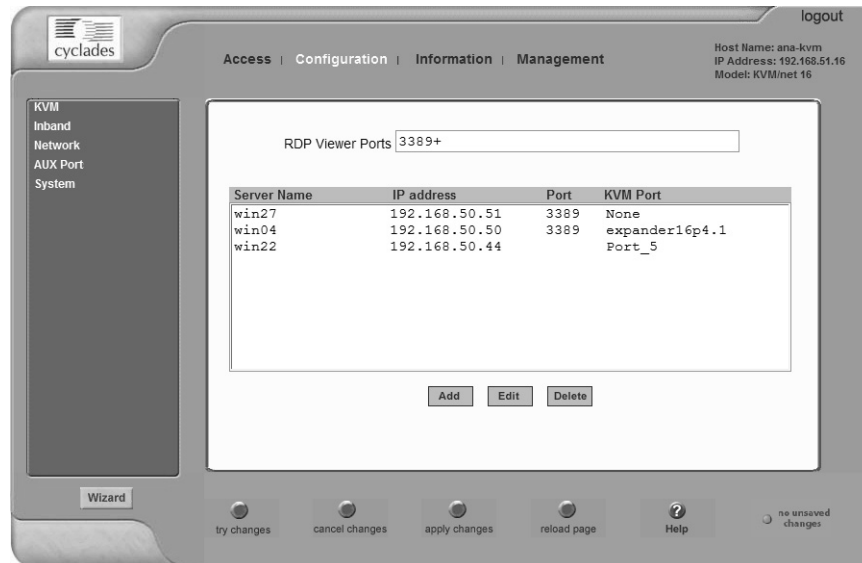 logout
cyclades
Access | Configuration | Information | Management
Host Name: ana-kvm
IP Address: 192.168.51.16
Model: KVM/net 16
KVM
Inband
Network
AUX Port
System
RDP Viewer Ports 3389+
Server Name IP address Port KVM Port
win27 192.168.50.51 3389 None
win04 192.168.50.50 3389 expander16p4.1
win22 192.168.50.44 Port_5
Add Edit Delete
Wizard
try changes cancel changes apply changes reload page ? Help no unsaved changes